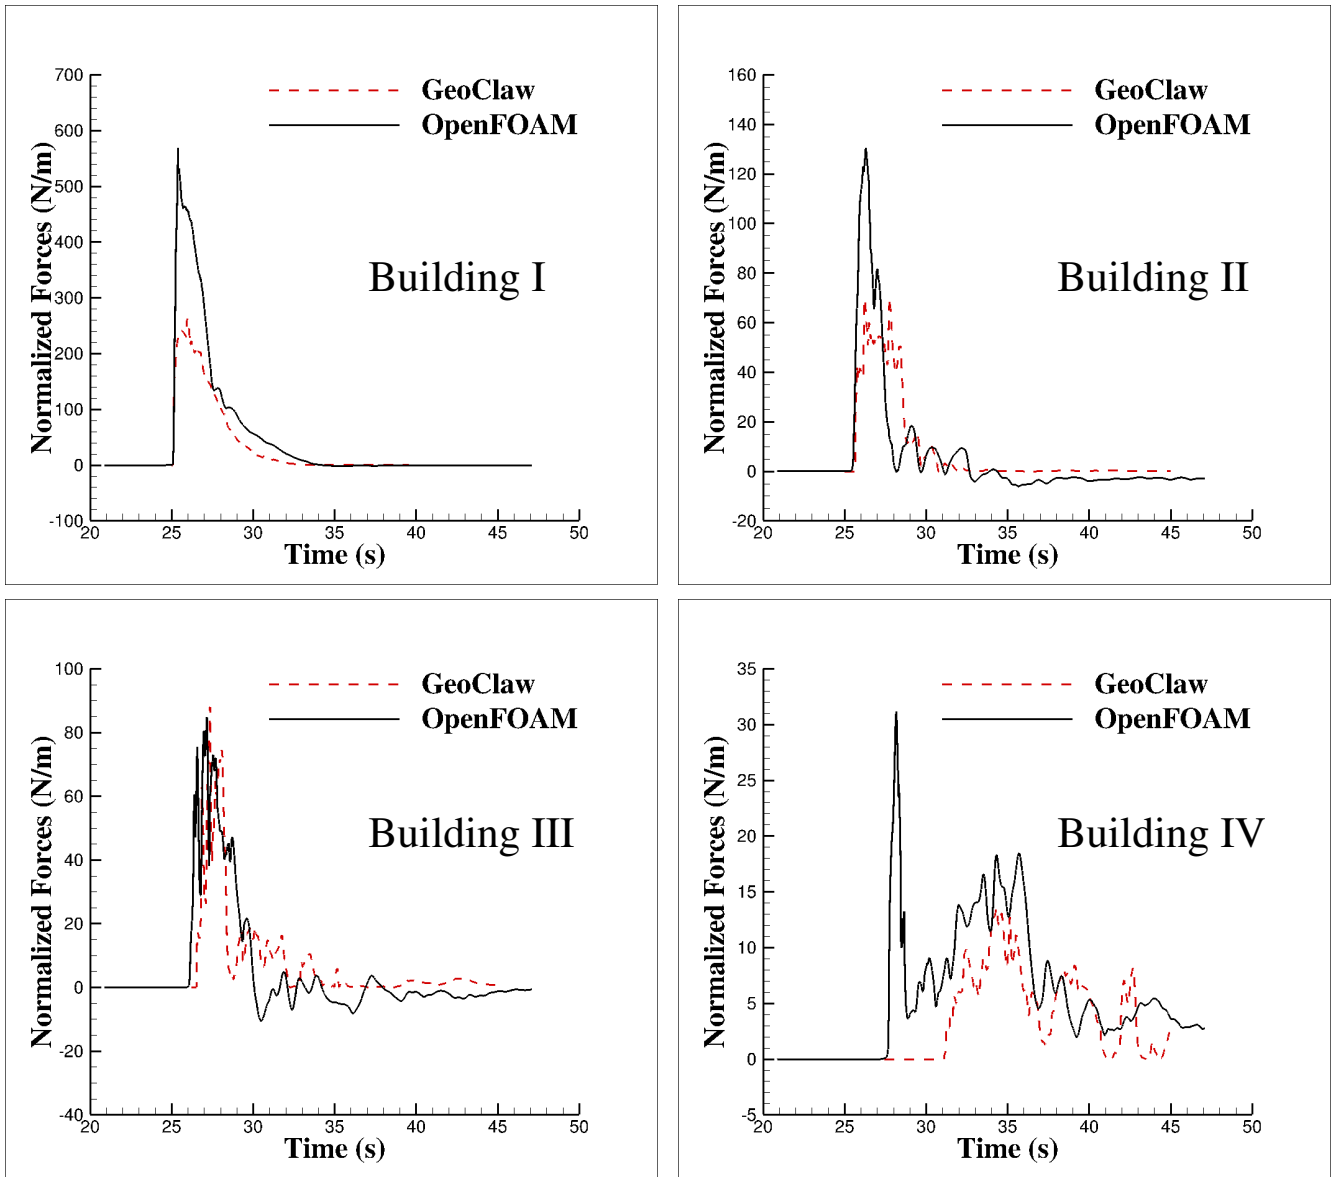 700
600
500
400
300
200
100
0
-100
20 25 30 35 40 45 50
Normalized Forces (N/m)
Time (s)
GeoClaw
OpenFOAM
Building I
160
140
120
100
80
60
40
20
0
-20
20 25 30 35 40 45 50
Normalized Forces (N/m)
Time (s)
GeoClaw
OpenFOAM
Building II
100
80
60
40
20
0
-20
-40
20 25 30 35 40 45 50
Normalized Forces (N/m)
Time (s)
GeoClaw
OpenFOAM
Building III
35
30
25
20
15
10
5
0
-5
20 25 30 35 40 45 50
Normalized Forces (N/m)
Time (s)
GeoClaw
OpenFOAM
Building IV